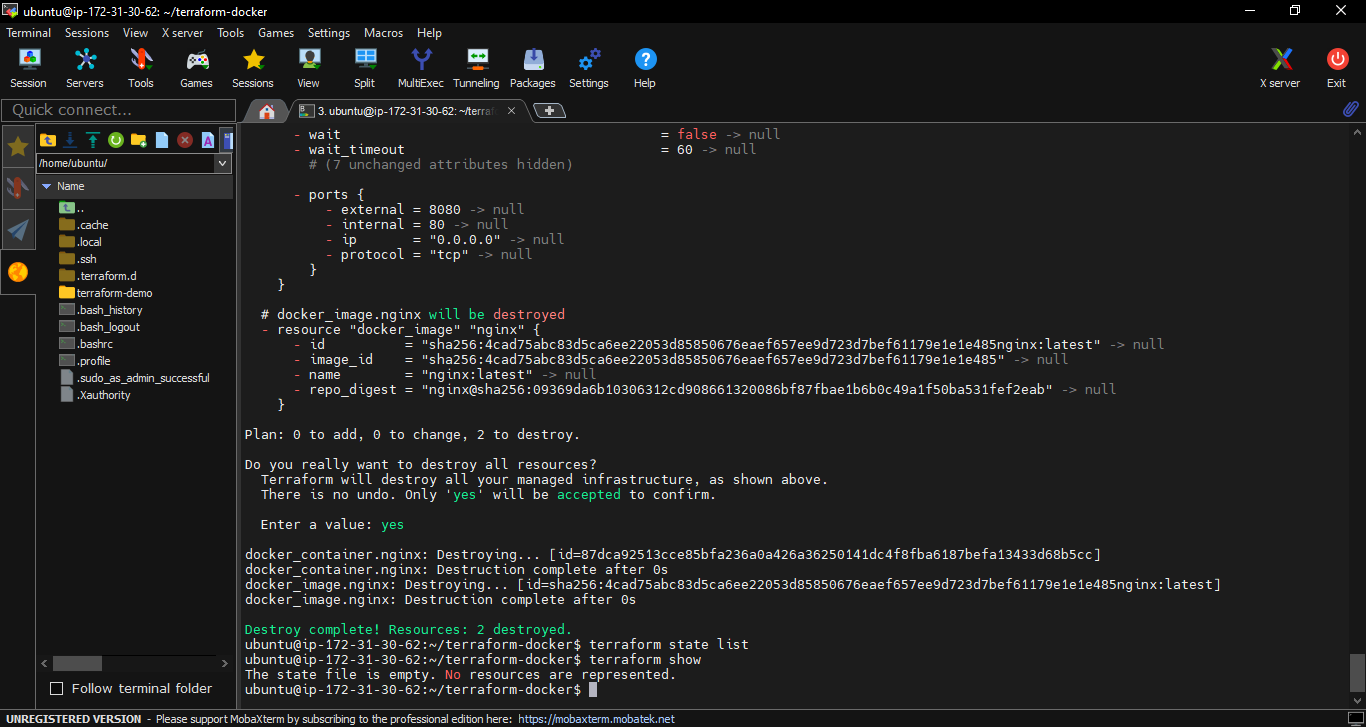 ubuntu@ip-172-31-30-62: ~/terraform-docker
Terminal Sessions View X server Tools Games Settings Macros Help
Session Servers Tools Games Sessions View Split MultiExec Tunneling Packages Settings Help X server Exit
Quick connect...
3. ubuntu@ip-172-31-30-62: ~/terraf
/home/ubuntu/
Name
..
.cache
.local
.ssh
.terraform.d
terraform-demo
.bash_history
.bash_logout
.bashrc
.profile
.sudo_as_admin_successful
.Xauthority
Follow terminal folder
- wait = false -> null
- wait_timeout = 60 -> null
# (7 unchanged attributes hidden)
- ports {
- external = 8080 -> null
- internal = 80 -> null
- ip = "0.0.0.0" -> null
- protocol = "tcp" -> null
}
}
# docker_image.nginx will be destroyed
- resource "docker_image" "nginx" {
- id = "sha256:4cad75abc83d5ca6ee22053d85850676eaef657ee9d723d7bef61179e1e1e485nginx:latest" -> null
- image_id = "sha256:4cad75abc83d5ca6ee22053d85850676eaef657ee9d723d7bef61179e1e1e485" -> null
- name = "nginx:latest" -> null
- repo_digest = "nginx@sha256:09369da6b10306312cd908661320086bf87fbae1b6b0c49a1f50ba531fef2eab" -> null
}
Plan: 0 to add, 0 to change, 2 to destroy.
Do you really want to destroy all resources?
Terraform will destroy all your managed infrastructure, as shown above.
There is no undo. Only 'yes' will be accepted to confirm.
Enter a value: yes
docker_container.nginx: Destroying... [id=87dca92513cce85bfa236a0a426a36250141dc4f8fba6187befa13433d68b5cc]
docker_container.nginx: Destruction complete after 0s
docker_image.nginx: Destroying... [id=sha256:4cad75abc83d5ca6ee22053d85850676eaef657ee9d723d7bef61179e1e1e485nginx:latest]
docker_image.nginx: Destruction complete after 0s
Destroy complete! Resources: 2 destroyed.
ubuntu@ip-172-31-30-62:~/terraform-docker$ terraform state list
ubuntu@ip-172-31-30-62:~/terraform-docker$ terraform show
The state file is empty. No resources are represented.
ubuntu@ip-172-31-30-62:~/terraform-docker$
UNREGISTERED VERSION - Please support MobaXterm by subscribing to the professional edition here: https://mobaxterm.mobatek.net